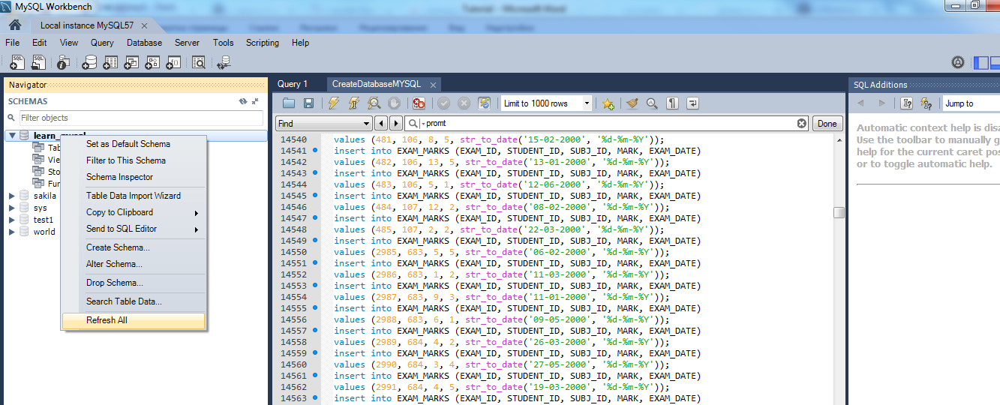 MySQL Workbench
Tutorial - Microsoft Word
Local instance MySQL57
File Edit View Query Database Server Tools Scripting Help
Navigator
SCHEMAS
Filter objects
learn_mysql
Tab
Vie
Sto
Fun
sakila
sys
test1
world
Set as Default Schema
Filter to This Schema
Schema Inspector
Table Data Import Wizard
Copy to Clipboard
Send to SQL Editor
Create Schema...
Alter Schema...
Drop Schema...
Search Table Data...
Refresh All
Query 1 CreateDatabaseMYSQL
Limit to 1000 rows
Find promt Done
14540 values (481, 106, 8, 5, str_to_date('15-02-2000', '%d-%m-%Y'));
14541 insert into EXAM_MARKS (EXAM_ID, STUDENT_ID, SUBJ_ID, MARK, EXAM_DATE)
14542 values (482, 106, 13, 5, str_to_date('13-01-2000', '%d-%m-%Y'));
14543 insert into EXAM_MARKS (EXAM_ID, STUDENT_ID, SUBJ_ID, MARK, EXAM_DATE)
14544 values (483, 106, 5, 1, str_to_date('12-06-2000', '%d-%m-%Y'));
14545 insert into EXAM_MARKS (EXAM_ID, STUDENT_ID, SUBJ_ID, MARK, EXAM_DATE)
14546 values (484, 107, 12, 2, str_to_date('08-02-2000', '%d-%m-%Y'));
14547 insert into EXAM_MARKS (EXAM_ID, STUDENT_ID, SUBJ_ID, MARK, EXAM_DATE)
14548 values (485, 107, 2, 2, str_to_date('22-03-2000', '%d-%m-%Y'));
14549 insert into EXAM_MARKS (EXAM_ID, STUDENT_ID, SUBJ_ID, MARK, EXAM_DATE)
14550 values (2985, 683, 5, 5, str_to_date('06-02-2000', '%d-%m-%Y'));
14551 insert into EXAM_MARKS (EXAM_ID, STUDENT_ID, SUBJ_ID, MARK, EXAM_DATE)
14552 values (2986, 683, 1, 2, str_to_date('11-03-2000', '%d-%m-%Y'));
14553 insert into EXAM_MARKS (EXAM_ID, STUDENT_ID, SUBJ_ID, MARK, EXAM_DATE)
14554 values (2987, 683, 9, 3, str_to_date('11-01-2000', '%d-%m-%Y'));
14555 insert into EXAM_MARKS (EXAM_ID, STUDENT_ID, SUBJ_ID, MARK, EXAM_DATE)
14556 values (2988, 683, 6, 1, str_to_date('09-05-2000', '%d-%m-%Y'));
14557 insert into EXAM_MARKS (EXAM_ID, STUDENT_ID, SUBJ_ID, MARK, EXAM_DATE)
14558 values (2989, 684, 4, 2, str_to_date('26-03-2000', '%d-%m-%Y'));
14559 insert into EXAM_MARKS (EXAM_ID, STUDENT_ID, SUBJ_ID, MARK, EXAM_DATE)
14560 values (2990, 684, 3, 4, str_to_date('27-05-2000', '%d-%m-%Y'));
14561 insert into EXAM_MARKS (EXAM_ID, STUDENT_ID, SUBJ_ID, MARK, EXAM_DATE)
14562 values (2991, 684, 4, 5, str_to_date('19-03-2000', '%d-%m-%Y'));
14563 insert into EXAM_MARKS (EXAM_ID, STUDENT_ID, SUBJ_ID, MARK, EXAM_DATE)
SQL Additions
Jump to
Automatic context help is disa
Use the toolbar to manually g
help for the current caret pos
or to toggle automatic help.